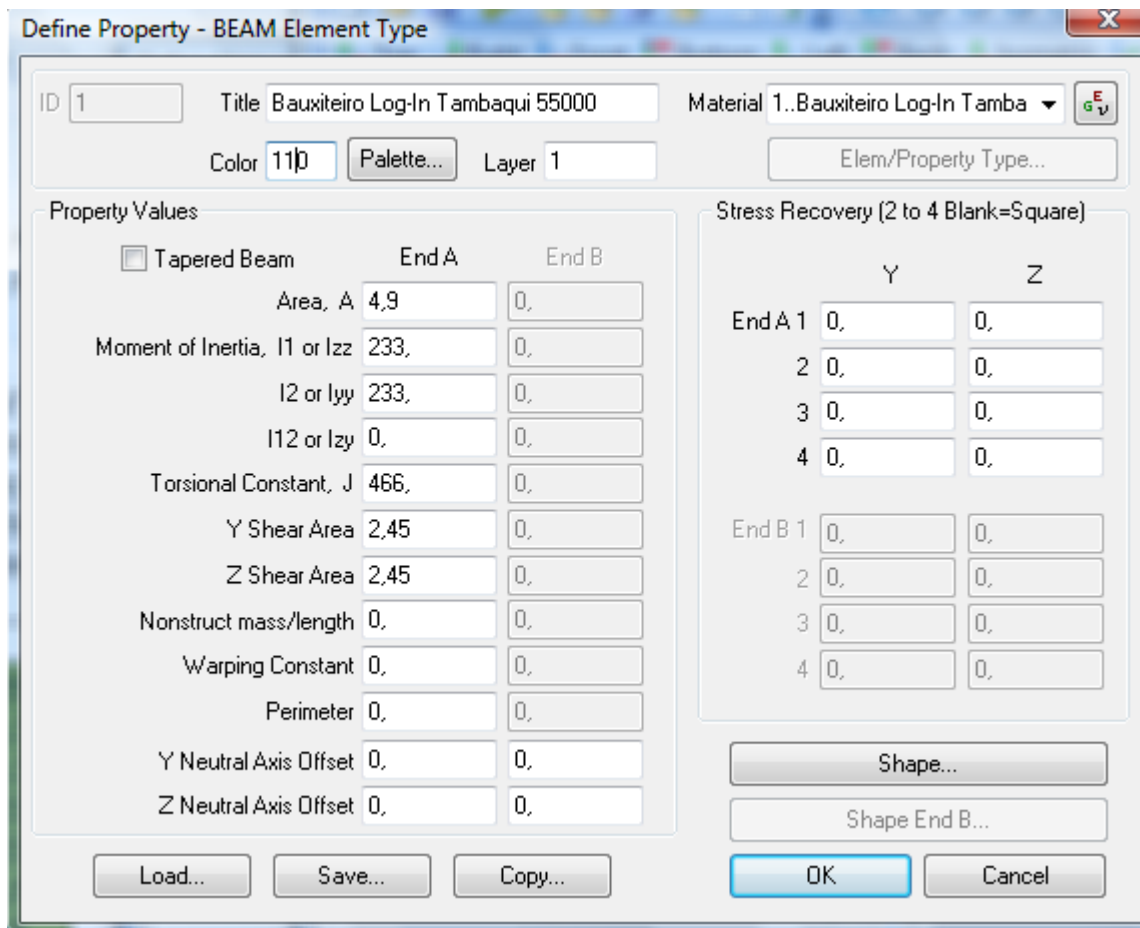 Define Property - BEAM Element Type
X
ID 1 Title Bauxiteiro Log-In Tambaqui 55000 Material 1..Bauxiteiro Log-In Tamba G E ν
Color 110 Palette... Layer 1 Elem/Property Type...
Property Values
Tapered Beam End A End B
Area, A 4,9 0,
Moment of Inertia, I1 or Izz 233, 0,
I2 or Iyy 233, 0,
I12 or Izy 0, 0,
Torsional Constant, J 466, 0,
Y Shear Area 2,45 0,
Z Shear Area 2,45 0,
Nonstruct mass/length 0, 0,
Warping Constant 0, 0,
Perimeter 0, 0,
Y Neutral Axis Offset 0, 0,
Z Neutral Axis Offset 0, 0,
Stress Recovery (2 to 4 Blank=Square)
Y Z
End A 1 0, 0,
2 0, 0,
3 0, 0,
4 0, 0,
End B 1 0, 0,
2 0, 0,
3 0, 0,
4 0, 0,
Shape...
Shape End B...
Load... Save... Copy... OK Cancel